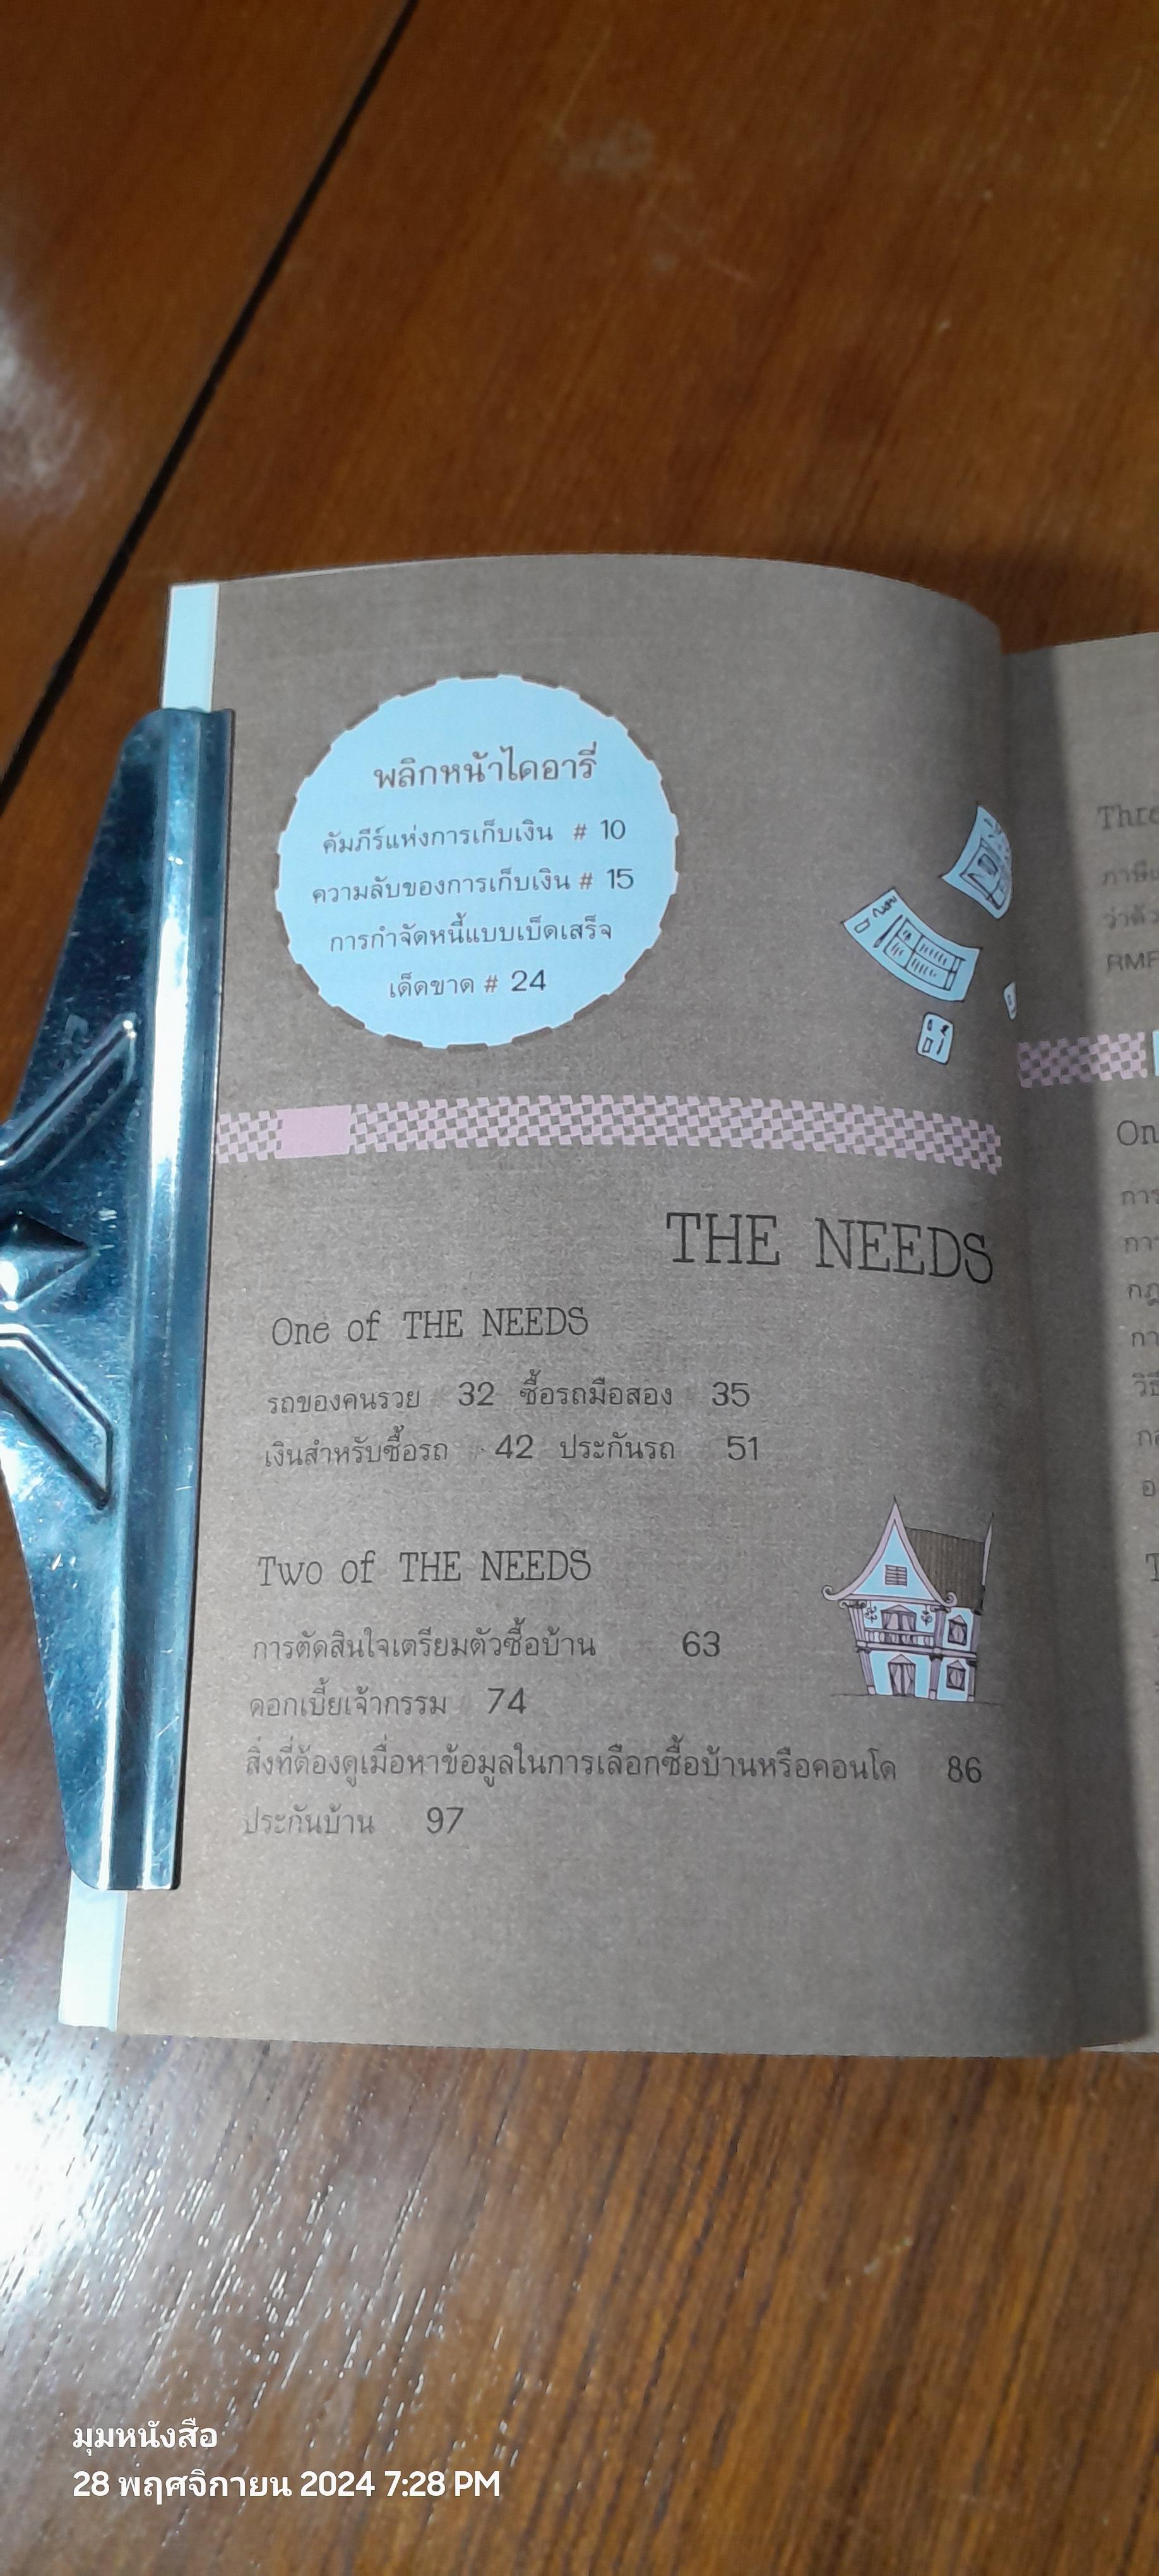 พลิกหน้าไดอารี่
คัมภีร์แห่งการเก็บเงิน # 10
ความลับของการเก็บเงิน # 15
การกำจัดหนี้แบบเบ็ดเสร็จ
เด็ดขาด # 24
THE NEEDS
One of THE NEEDS
รถของคนรวย 32 ซื้อรถมือสอง 35
เงินสำหรับซื้อรถ 42 ประกันรถ 51
Two of THE NEEDS
การตัดสินใจเตรียมตัวซื้อบ้าน 63
ดอกเบี้ยเจ้ากรรม 74
สิ่งที่ต้องดูเมื่อหาข้อมูลในการเลือกซื้อบ้านหรือคอนโด 86
ประกันบ้าน 97
มุมหนังสือ
28 พฤศจิกายน 2024 7:28 PM